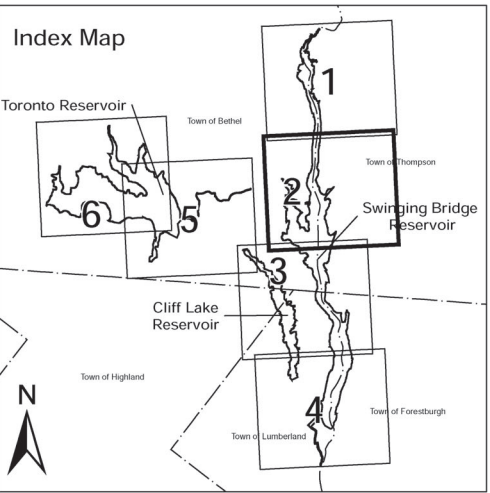 Index Map
1
Toronto Reservoir
Town of Bethel
Town of Thompson
2
6
5
Swinging Bridge
Reservoir
3
Cliff Lake
Reservoir
Town of Highland
N
4
Town of Forestburgh
Town of Lumberland